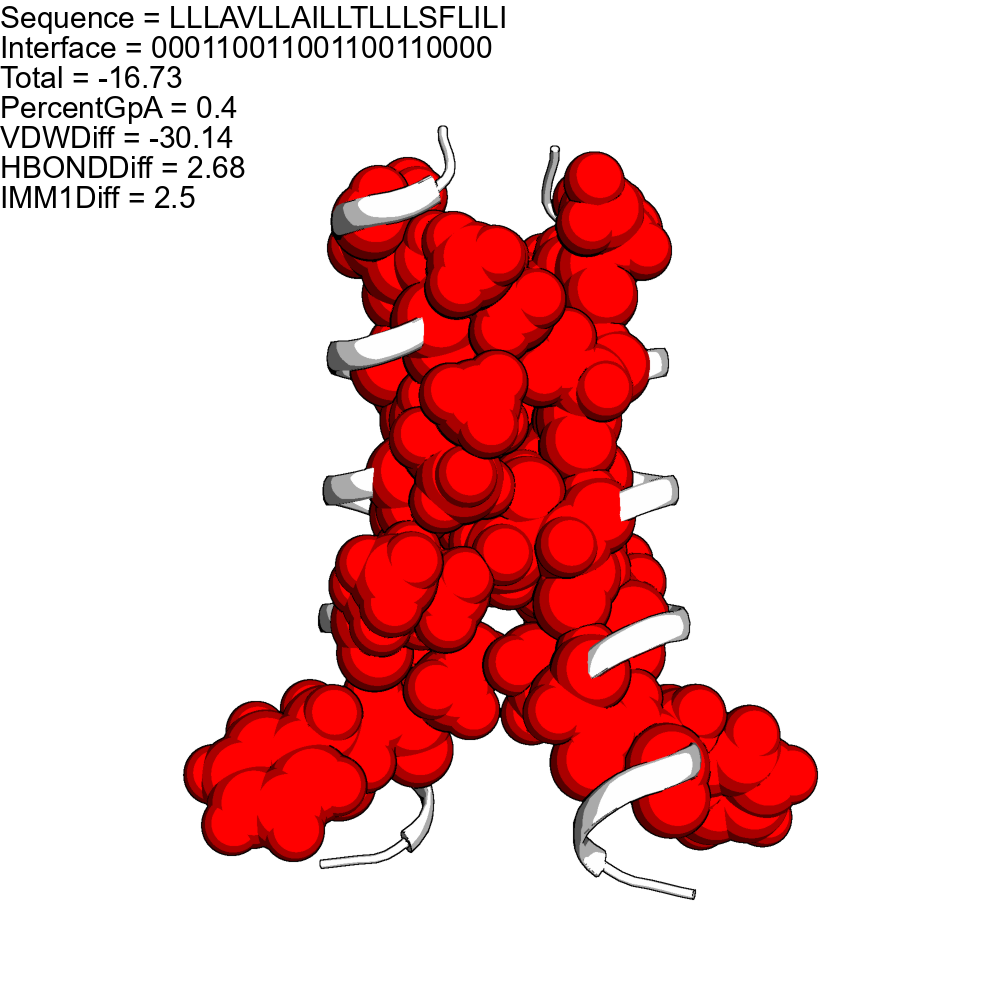 Sequence = LLLAVLLAILLTLLLSFLILI
Interface = 000110011001100110000
Total = -16.73
PercentGpA = 0.4
VDWDiff = -30.14
HBONDDiff = 2.68
IMM1Diff = 2.5